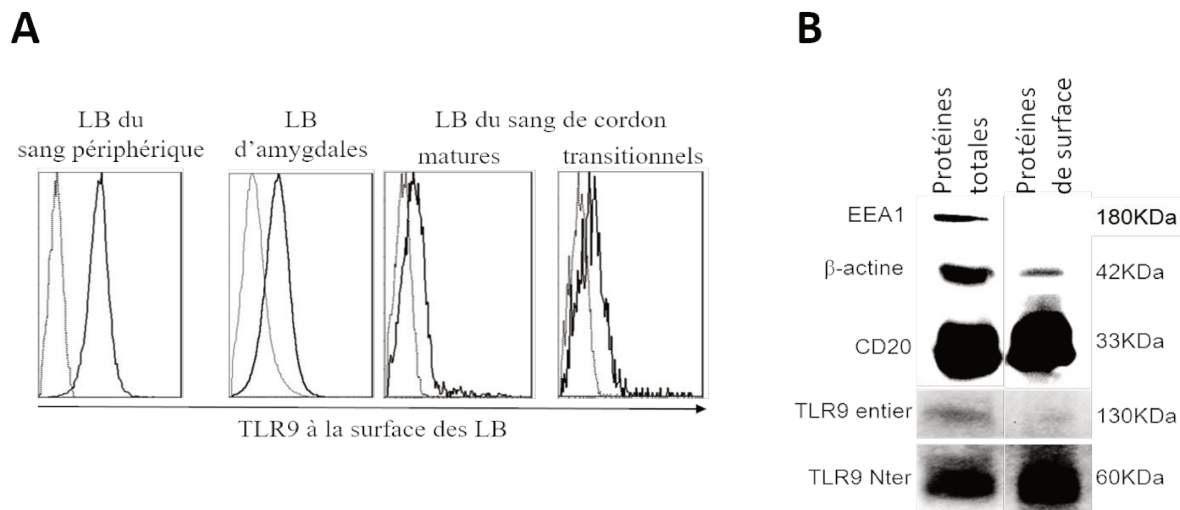 A
LB du
sang périphérique
LB
d'amygdales
LB du sang de cordon
matures
transitionnels
TLR9 à la surface des LB
B
Protéines
totales
Protéines
de surface
EEA1
180KDa
β-actine
42KDa
CD20
33KDa
TLR9 entier
130KDa
TLR9 Nter
60KDa